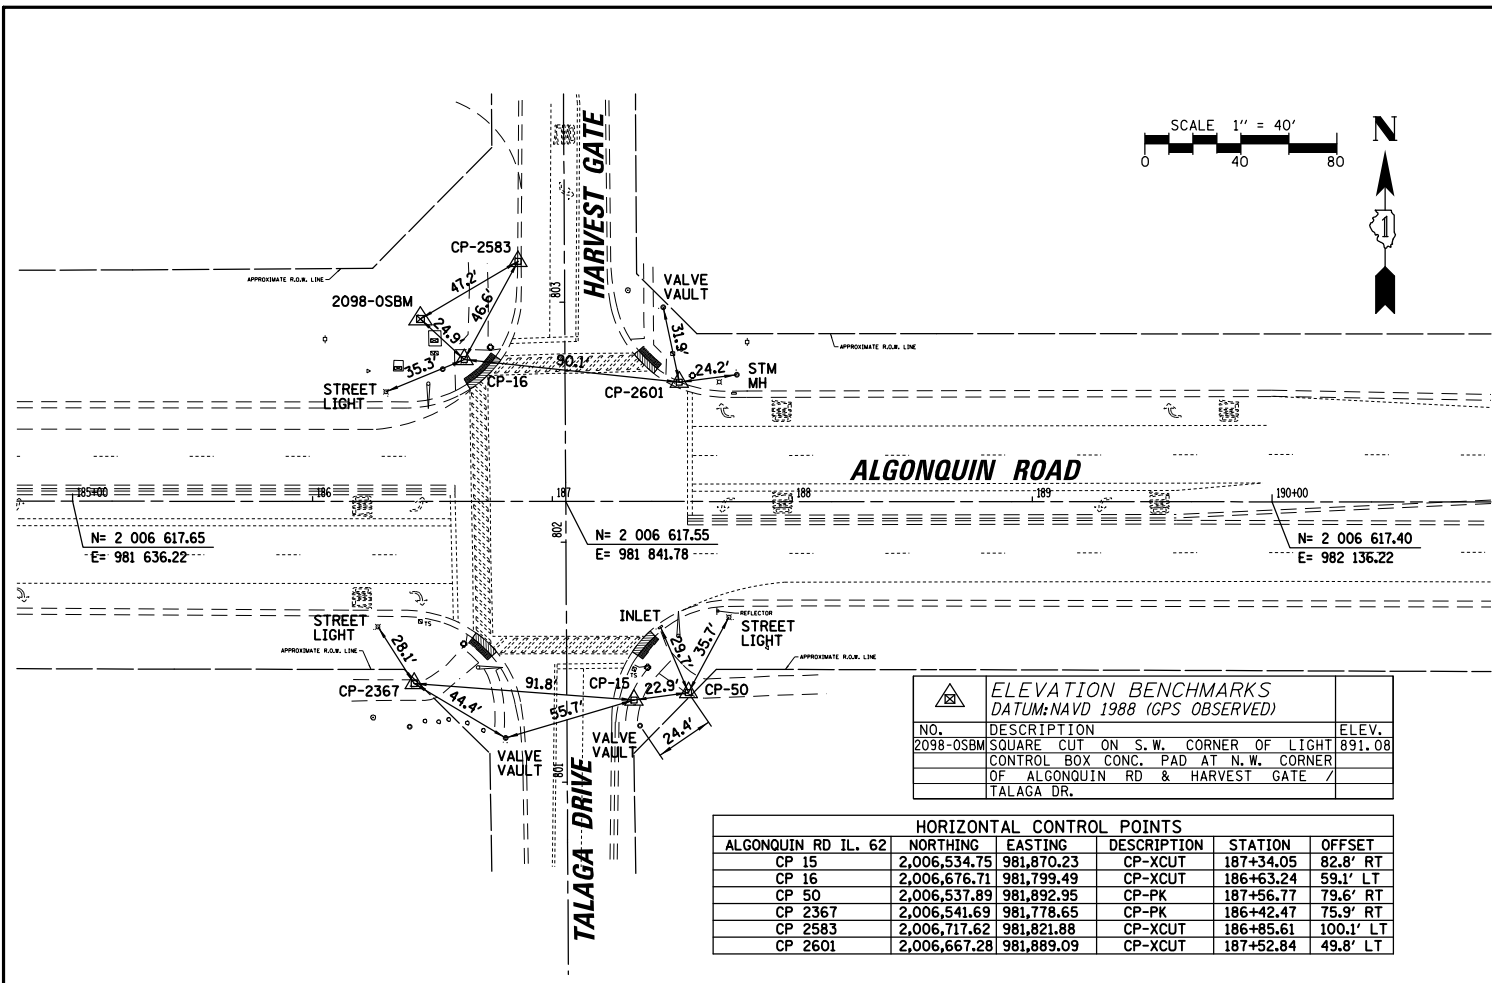 SCALE 1'' = 40'
0 40 80
N
1
HARVEST GATE
CP-2583
APPROXIMATE R.O.W. LINE
47.2'
2098-OSBM
46.6'
24.9'
803
VALVE
VAULT
31.9'
APPROXIMATE R.O.W. LINE
35.3'
90.1'
24.2'
STM
MH
STREET
LIGHT
CP-16
CP-2601
ALGONQUIN ROAD
185+00
186
187
188
189
190+00
802
N= 2 006 617.65
E= 981 636.22
N= 2 006 617.55
E= 981 841.78
N= 2 006 617.40
E= 982 136.22
STREET
LIGHT
TS
INLET
REFLECTOR
STREET
LIGHT
28.1'
29.7'
35.7'
APPROXIMATE R.O.W. LINE
APPROXIMATE R.O.W. LINE
TS
CP-2367
91.8'
CP-15
22.9'
CP-50
44.4'
55.7'
24.4'
VALVE
VAULT
VALVE
VAULT
801
TALAGA DRIVE
ELEVATION BENCHMARKS
DATUM:NAVD 1988 (GPS OBSERVED)
NO. DESCRIPTION ELEV.
2098-OSBM SQUARE CUT ON S.W. CORNER OF LIGHT 891.08
CONTROL BOX CONC. PAD AT N.W. CORNER
OF ALGONQUIN RD & HARVEST GATE /
TALAGA DR.
HORIZONTAL CONTROL POINTS
ALGONQUIN RD IL. 62 NORTHING EASTING DESCRIPTION STATION OFFSET
CP 15 2,006,534.75 981,870.23 CP-XCUT 187+34.05 82.8' RT
CP 16 2,006,676.71 981,799.49 CP-XCUT 186+63.24 59.1' LT
CP 50 2,006,537.89 981,892.95 CP-PK 187+56.77 79.6' RT
CP 2367 2,006,541.69 981,778.65 CP-PK 186+42.47 75.9' RT
CP 2583 2,006,717.62 981,821.88 CP-XCUT 186+85.61 100.1' LT
CP 2601 2,006,667.28 981,889.09 CP-XCUT 187+52.84 49.8' LT